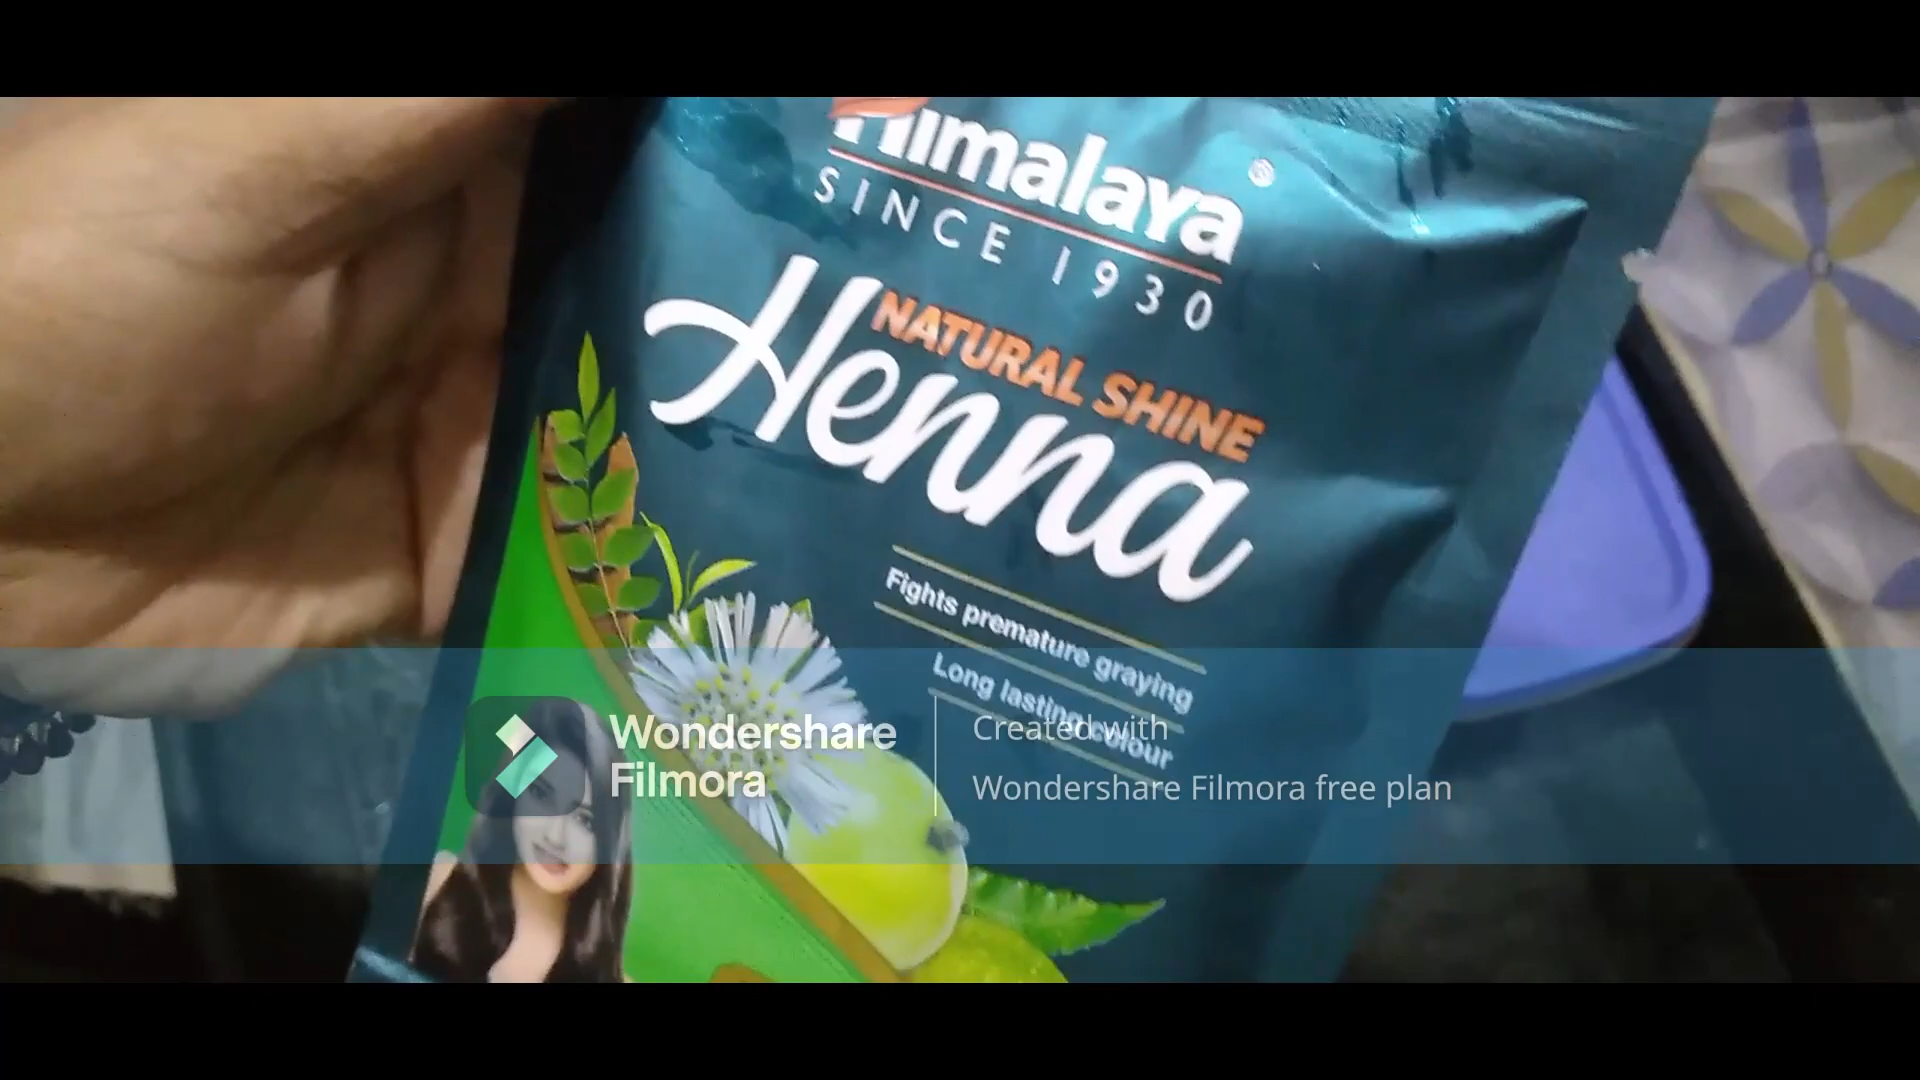 Himalaya
SINCE 1930
NATURAL SHINE
Henna
Fights premature graying
Long lasting colour
Wondershare
Filmora
Created with
Wondershare Filmora free plan